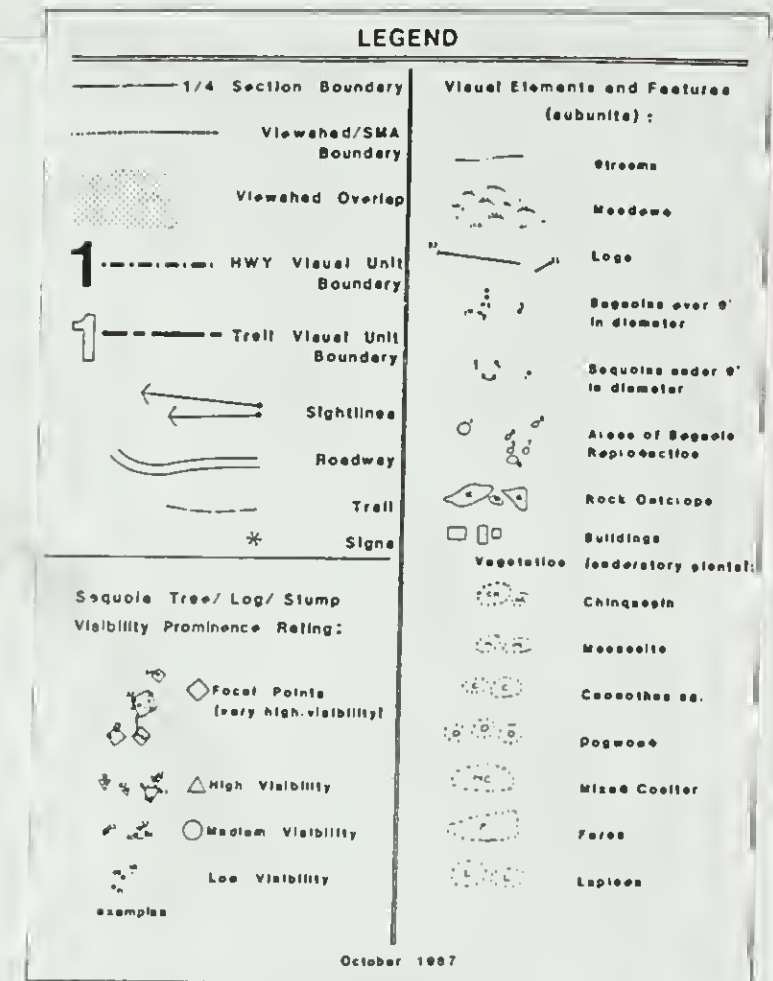 LEGEND
1/4 Section Boundary
Viewshed/SMA
Boundary
Viewshed Overlap
1 HWY Visual Unit
Boundary
1 Trail Visual Unit
Boundary
Sightlines
Roadway
Trail
* Signs
Sequoia Tree/ Log/ Stump
Visibility Prominence Rating:
Focal Points
(very high visibility)
High Visibility
Medium Visibility
Low Visibility
examples
Visual Elements and Features
(subunits) :
Streams
Meadows
Logs
Sequoias over 9'
in diameter
Sequoias under 9'
in diameter
Areas of Sequoia
Reproduction
Rock Outcrops
Buildings
Vegetation (understory plants):
Chinquapin
CH
Ceanothus sp.
C C
Dogwood
D D D
Mixed Conifer
MC
Ferns
F
Lupines
L L
October 1987